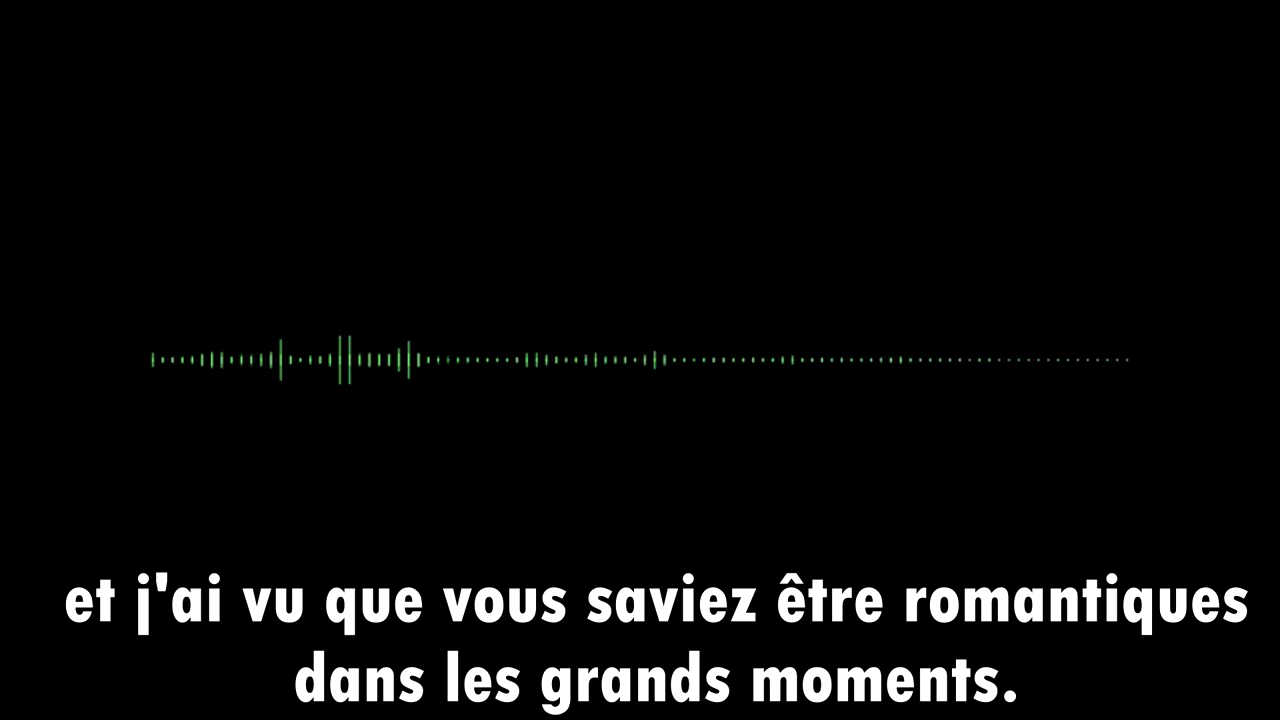 et j'ai vu que vous saviez être romantiques
dans les grands moments.